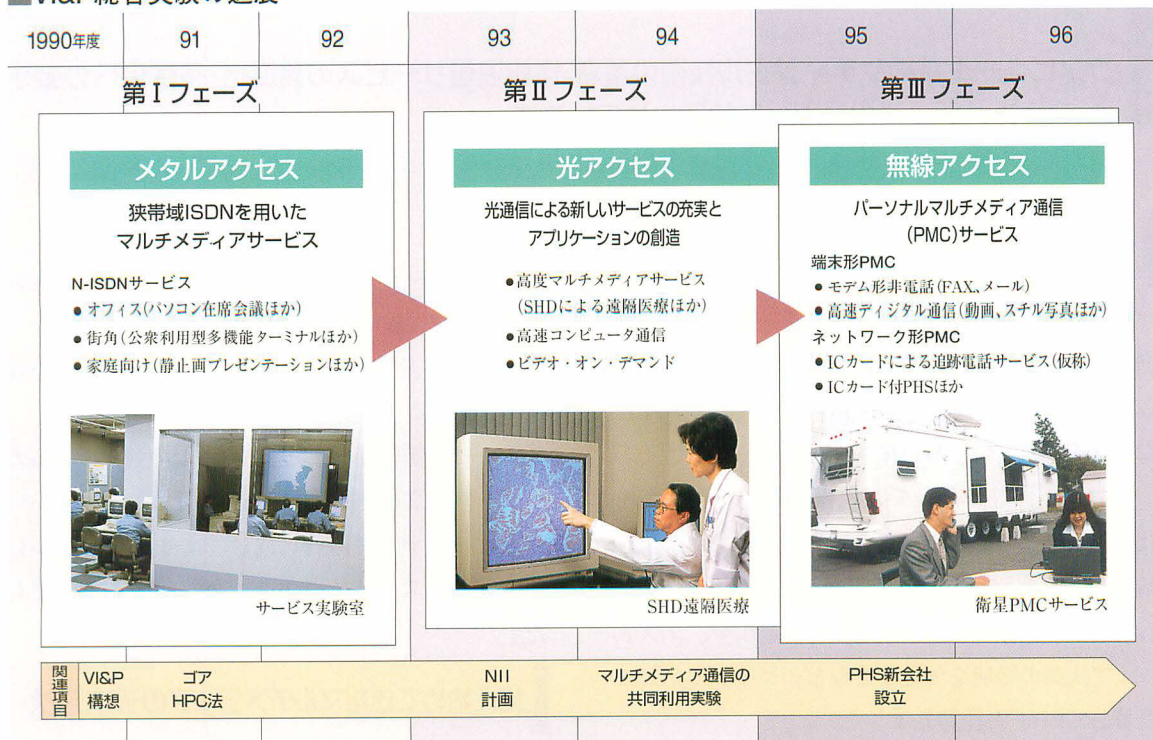 ■VI&P総合実験の進展
1990年度 91 92 93 94 95 96
第Ⅰフェーズ 第Ⅱフェーズ 第Ⅲフェーズ
メタルアクセス
狭帯域ISDNを用いた
マルチメディアサービス
N-ISDNサービス
●オフィス(パソコン在席会議ほか)
●街角(公衆利用型多機能ターミナルほか)
●家庭向け(静止画プレゼンテーションほか)
サービス実験室
光アクセス
光通信による新しいサービスの充実と
アプリケーションの創造
●高度マルチメディアサービス
(SHDによる遠隔医療ほか)
●高速コンピュータ通信
●ビデオ・オン・デマンド
SHD遠隔医療
無線アクセス
パーソナルマルチメディア通信
(PMC)サービス
端末形PMC
●モデム形非電話(FAX、メール)
●高速ディジタル通信(動画、スチル写真ほか)
ネットワーク形PMC
●ICカードによる追跡電話サービス(仮称)
●ICカード付PHSほか
衛星PMCサービス
関連項目
VI&P
構想
ゴア
HPC法
NII
計画
マルチメディア通信の
共同利用実験
PHS新会社
設立